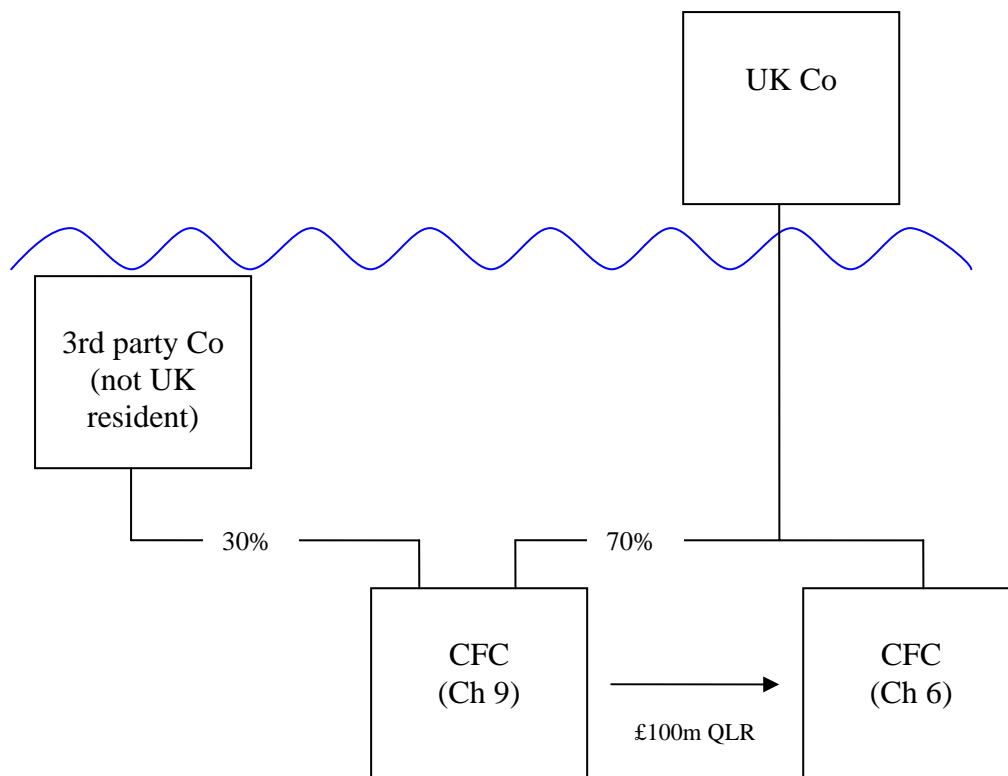 UK Co
3rd party Co
(not UK
resident)
30%
70%
CFC
(Ch 9)
CFC
(Ch 6)
£100m QLR